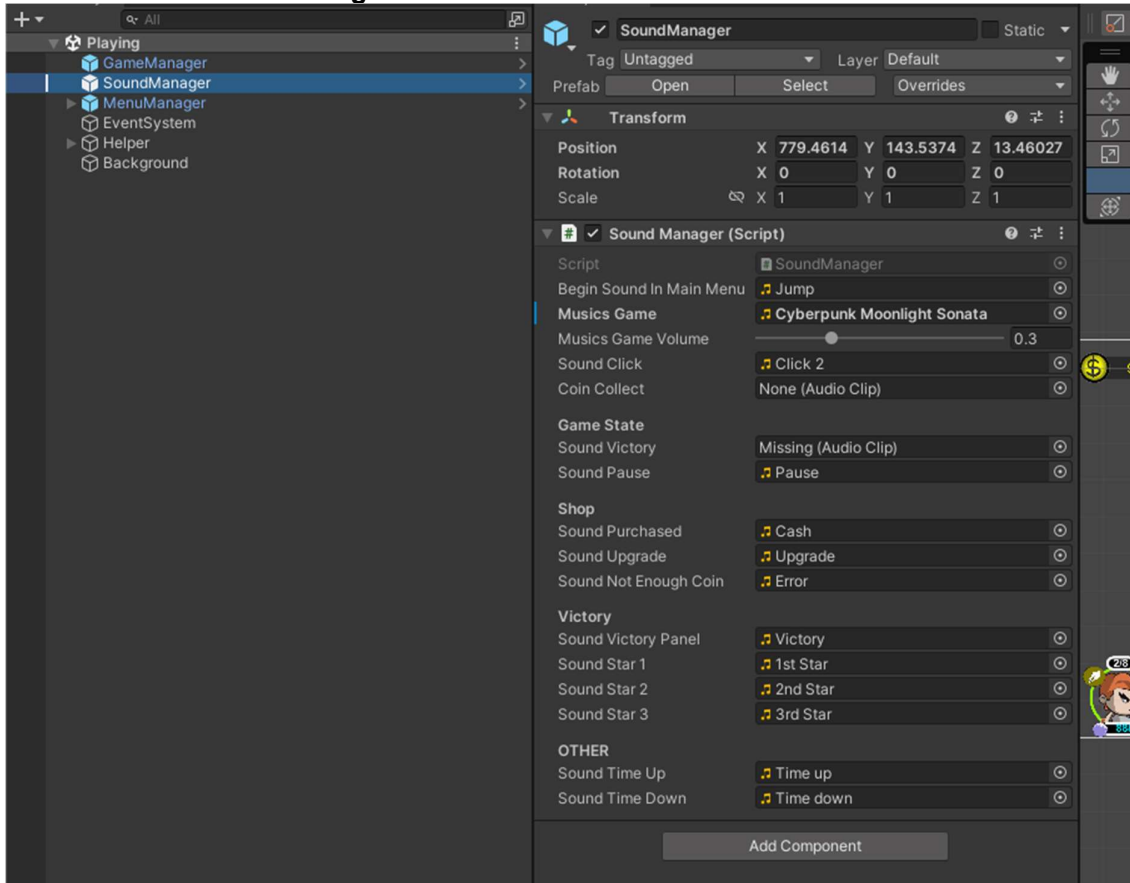 g
All
Playing
GameManager
SoundManager
MenuManager
EventSystem
Helper
Background
SoundManager Static
Tag Untagged Layer Default
Prefab Open Select Overrides
Transform
Position X 779.4614 Y 143.5374 Z 13.46027
Rotation X 0 Y 0 Z 0
Scale X 1 Y 1 Z 1
# Sound Manager (Script)
Script # SoundManager
Begin Sound In Main Menu Jump
Musics Game Cyberpunk Moonlight Sonata
Musics Game Volume 0.3
Sound Click Click 2
Coin Collect None (Audio Clip)
Game State
Sound Victory Missing (Audio Clip)
Sound Pause Pause
Shop
Sound Purchased Cash
Sound Upgrade Upgrade
Sound Not Enough Coin Error
Victory
Sound Victory Panel Victory
Sound Star 1 1st Star
Sound Star 2 2nd Star
Sound Star 3 3rd Star
OTHER
Sound Time Up Time up
Sound Time Down Time down
Add Component
$
2/8